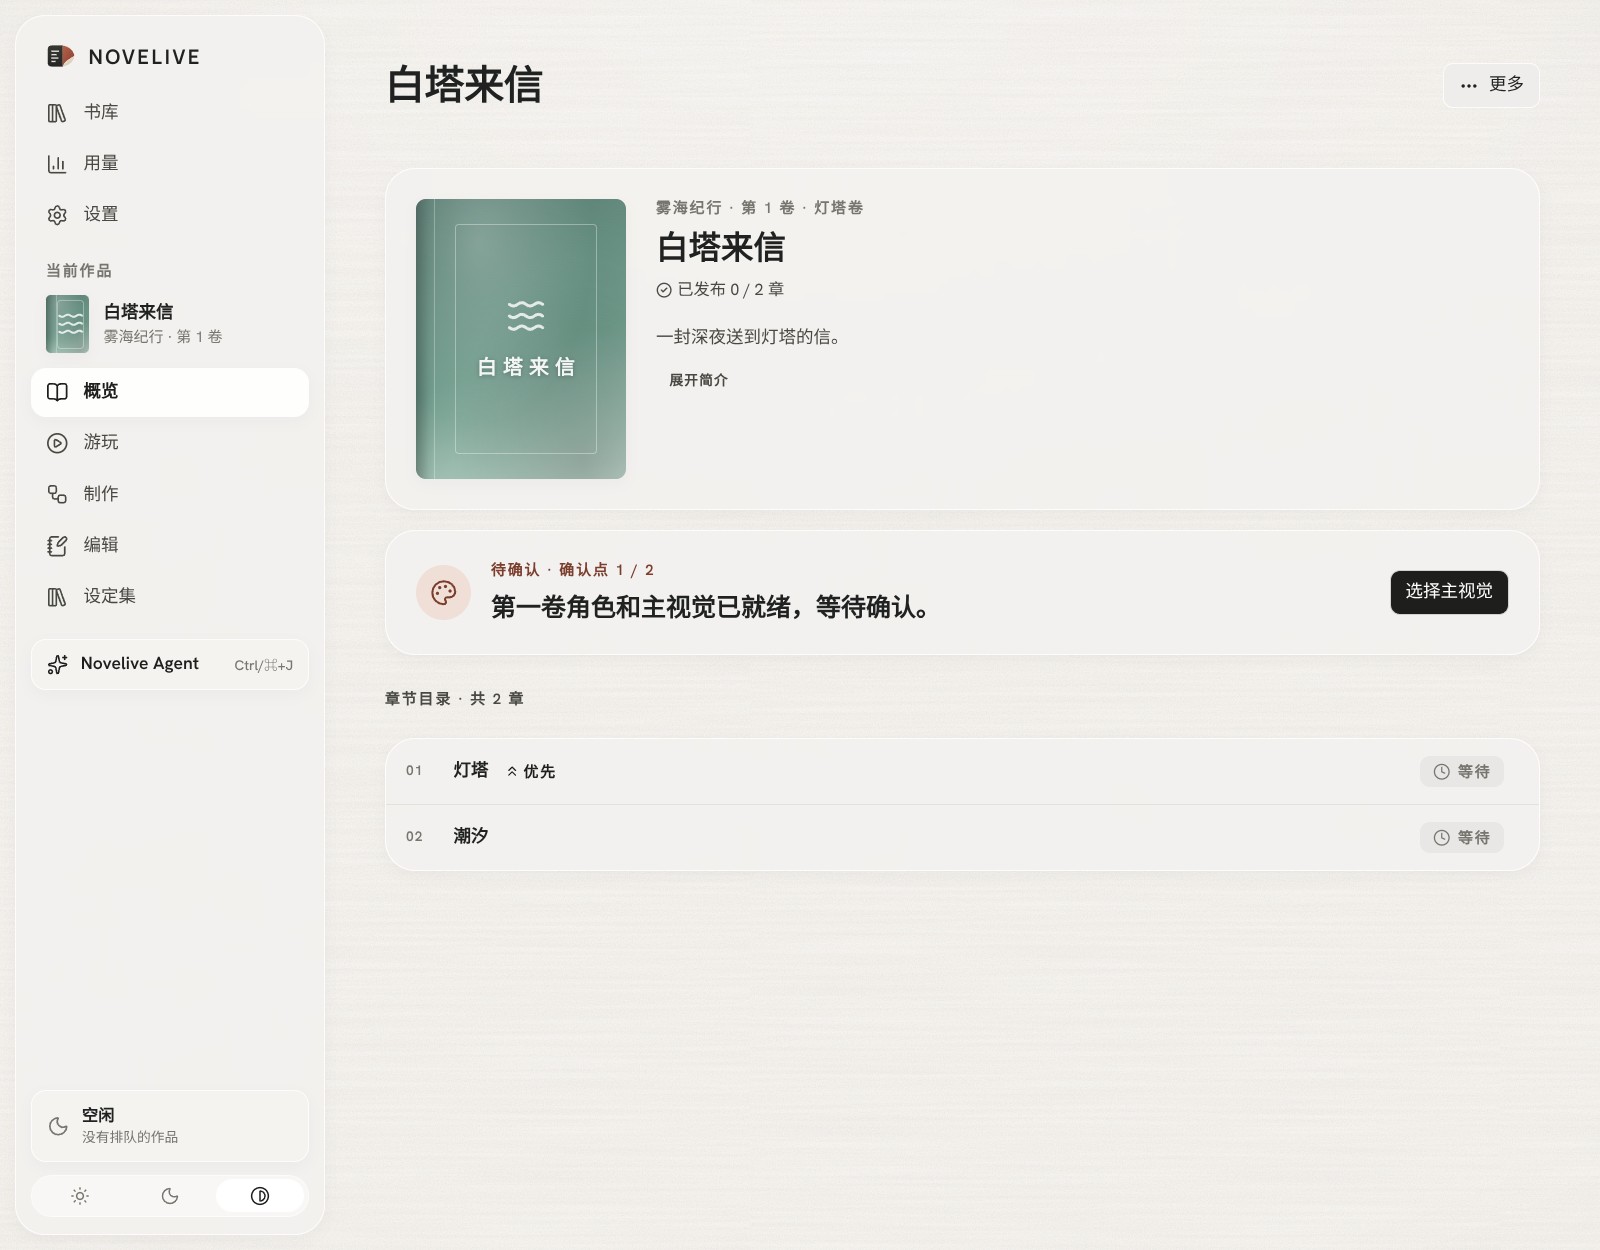 NOVELIVE
书库
用量
设置
当前作品
白塔来信
雾海纪行 · 第 1 卷
概览
游玩
制作
编辑
设定集
Novelive Agent Ctrl/⌘+J
空闲
没有排队的作品
白塔来信
··· 更多
白塔来信
雾海纪行 · 第 1 卷 · 灯塔卷
白塔来信
已发布 0 / 2 章
一封深夜送到灯塔的信。
展开简介
待确认 · 确认点 1 / 2
第一卷角色和主视觉已就绪，等待确认。
选择主视觉
章节目录 · 共 2 章
01 灯塔 优先 等待
02 潮汐 等待